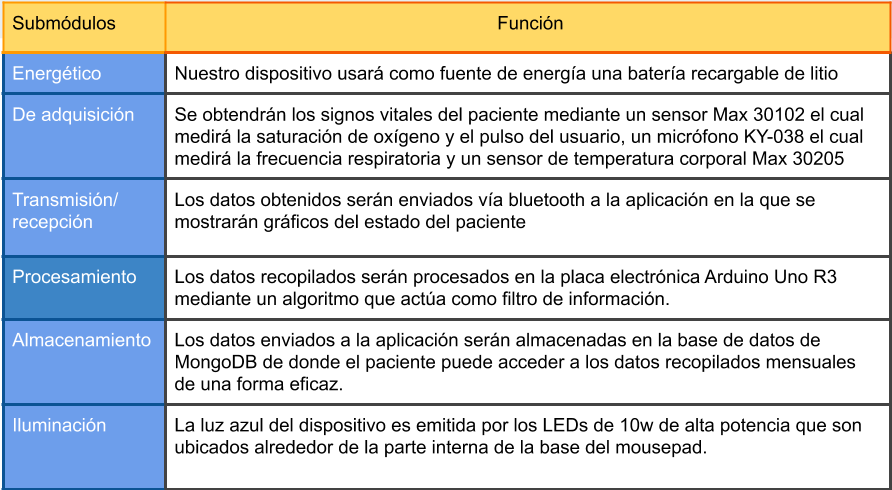 Submódulos
Función
Energético
Nuestro dispositivo usará como fuente de energía una batería recargable de litio
De adquisición
Se obtendrán los signos vitales del paciente mediante un sensor Max 30102 el cual
medirá la saturación de oxígeno y el pulso del usuario, un micrófono KY-038 el cual
medirá la frecuencia respiratoria y un sensor de temperatura corporal Max 30205
Transmisión/
recepción
Los datos obtenidos serán enviados vía bluetooth a la aplicación en la que se
mostrarán gráficos del estado del paciente
Procesamiento
Los datos recopilados serán procesados en la placa electrónica Arduino Uno R3
mediante un algoritmo que actúa como filtro de información.
Almacenamiento
Los datos enviados a la aplicación serán almacenadas en la base de datos de
MongoDB de donde el paciente puede acceder a los datos recopilados mensuales
de una forma eficaz.
Iluminación
La luz azul del dispositivo es emitida por los LEDs de 10w de alta potencia que son
ubicados alrededor de la parte interna de la base del mousepad.